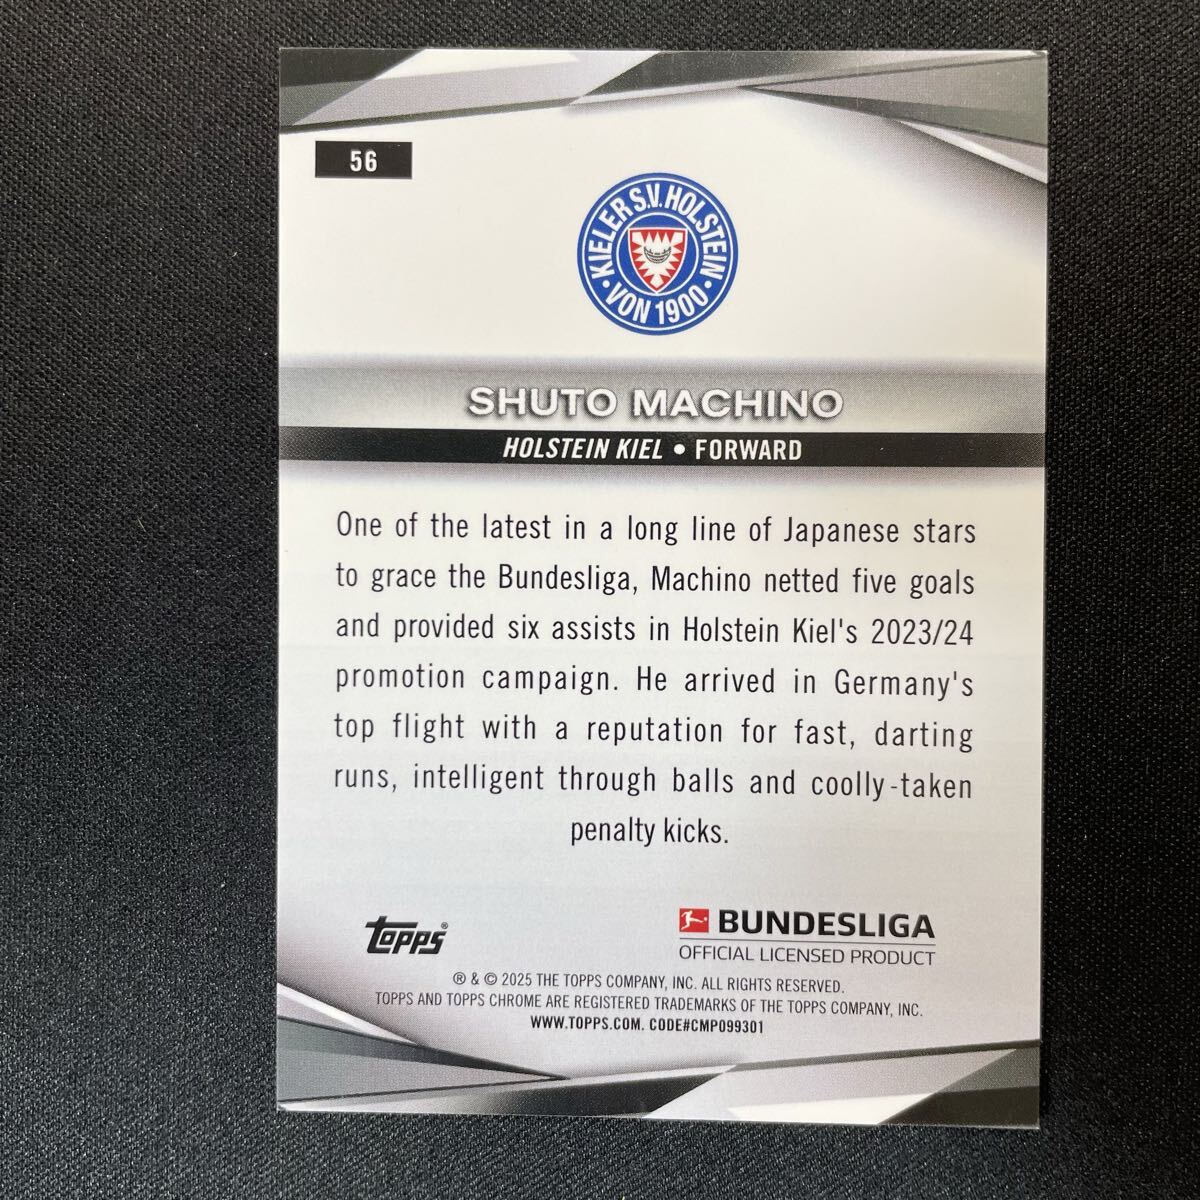 56
KIELER S.V. HOLSTEIN
• VON 1900 •
SHUTO MACHINO
HOLSTEIN KIEL • FORWARD
One of the latest in a long line of Japanese stars
to grace the Bundesliga, Machino netted five goals
and provided six assists in Holstein Kiel's 2023/24
promotion campaign. He arrived in Germany's
top flight with a reputation for fast, darting
runs, intelligent through balls and coolly-taken
penalty kicks.
topps®
BUNDESLIGA
OFFICIAL LICENSED PRODUCT
® & © 2025 THE TOPPS COMPANY, INC. ALL RIGHTS RESERVED.
TOPPS AND TOPPS CHROME ARE REGISTERED TRADEMARKS OF THE TOPPS COMPANY, INC.
WWW.TOPPS.COM. CODE#CMP099301